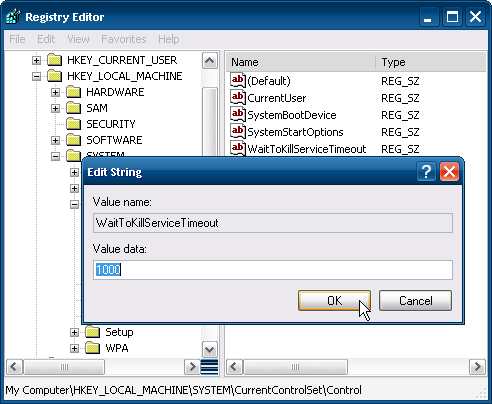 Registry Editor
File Edit View Favorites Help
HKEY_CURRENT_USER
HKEY_LOCAL_MACHINE
HARDWARE
SAM
SECURITY
SOFTWARE
SYSTEM
Setup
WPA
Name Type
(Default) REG_SZ
CurrentUser REG_SZ
SystemBootDevice REG_SZ
SystemStartOptions REG_SZ
WaitToKillServiceTimeout REG_SZ
Edit String
Value name:
WaitToKillServiceTimeout
Value data:
1000
OK Cancel
My Computer\HKEY_LOCAL_MACHINE\SYSTEM\CurrentControlSet\Control